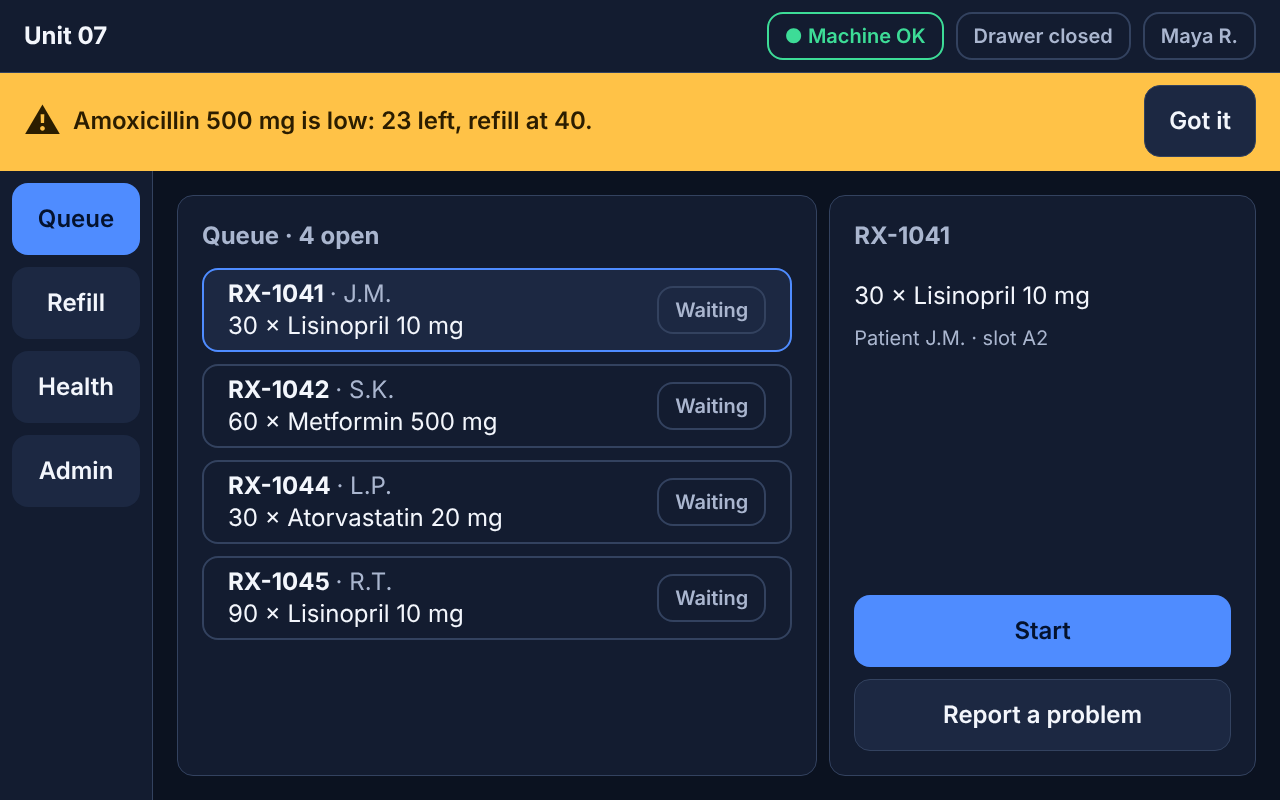 Unit 07
Machine OK
Drawer closed
Maya R.
Amoxicillin 500 mg is low: 23 left, refill at 40.
Got it
Queue
Refill
Health
Admin
Queue · 4 open
RX-1041 · J.M.
30 × Lisinopril 10 mg
Waiting
RX-1042 · S.K.
60 × Metformin 500 mg
Waiting
RX-1044 · L.P.
30 × Atorvastatin 20 mg
Waiting
RX-1045 · R.T.
90 × Lisinopril 10 mg
Waiting
RX-1041
30 × Lisinopril 10 mg
Patient J.M. · slot A2
Start
Report a problem